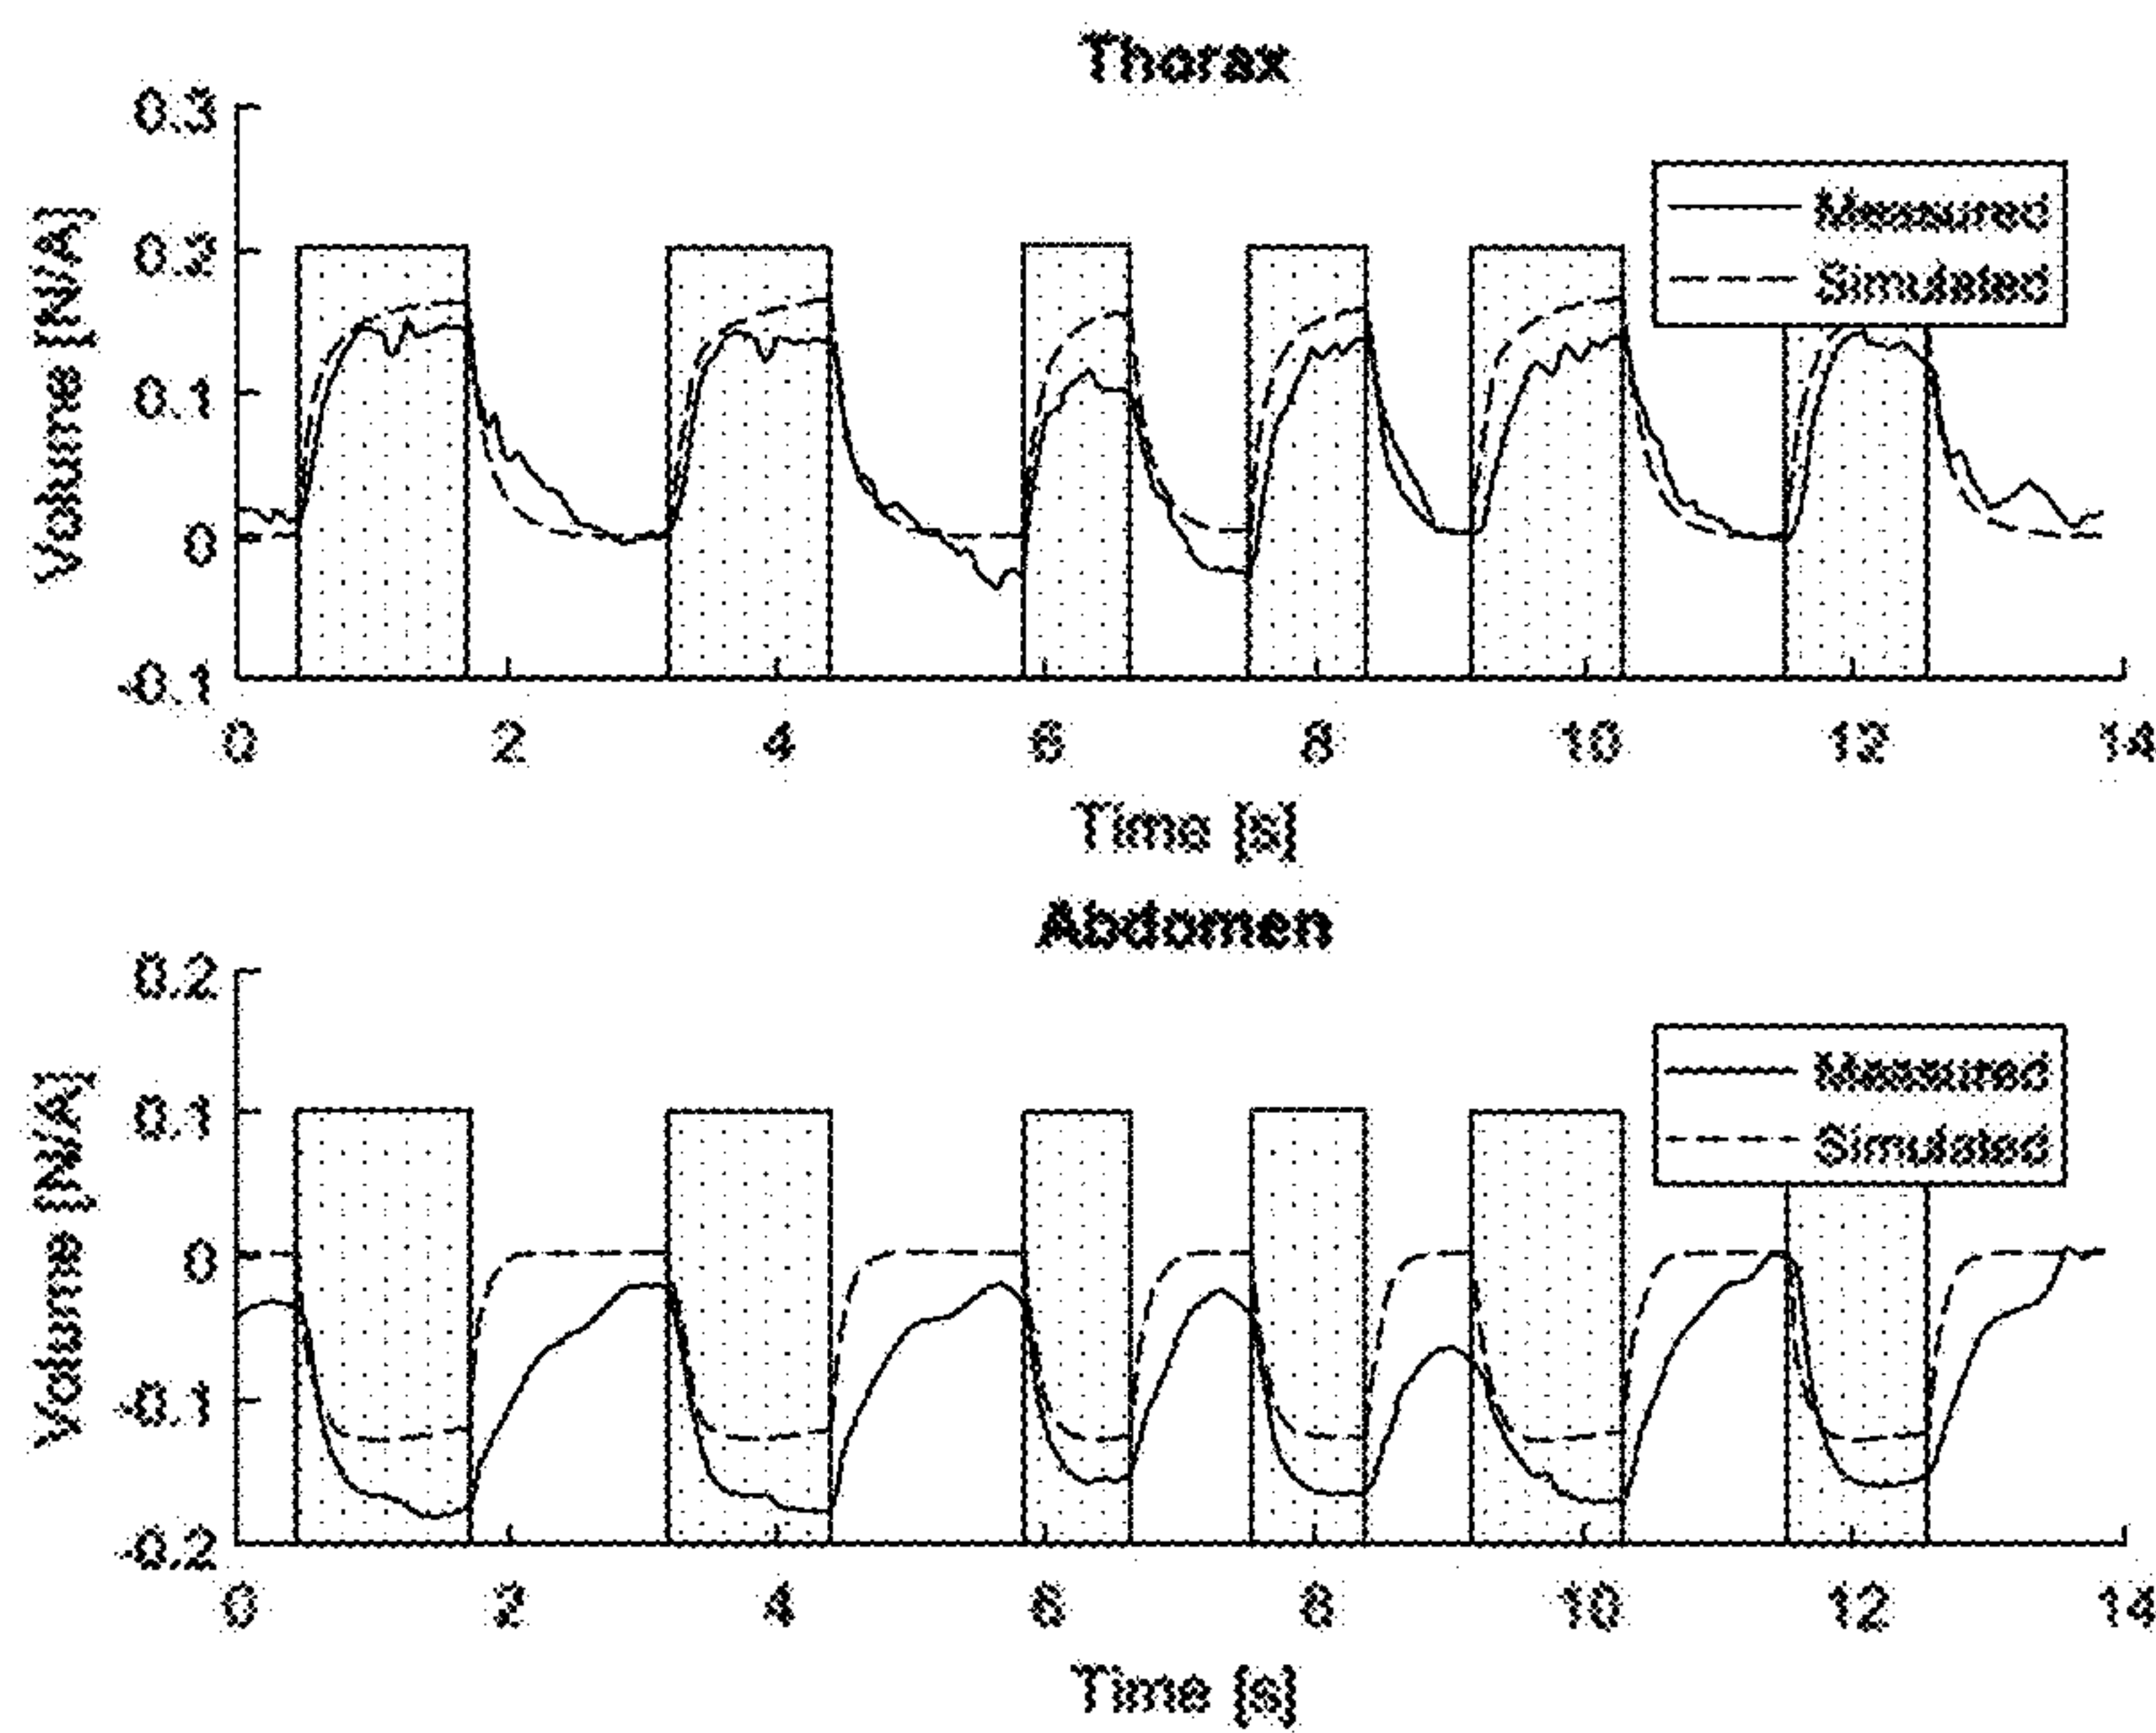 Thorax
Volume [N/A]
0.3
0.2
0.1
0
-0.1
Measured
Simulated
0 2 4 6 8 10 12 14
Time [s]
Abdomen
Volume [N/A]
0.2
0.1
0
-0.1
-0.2
Measured
Simulated
0 2 4 6 8 10 12 14
Time [s]